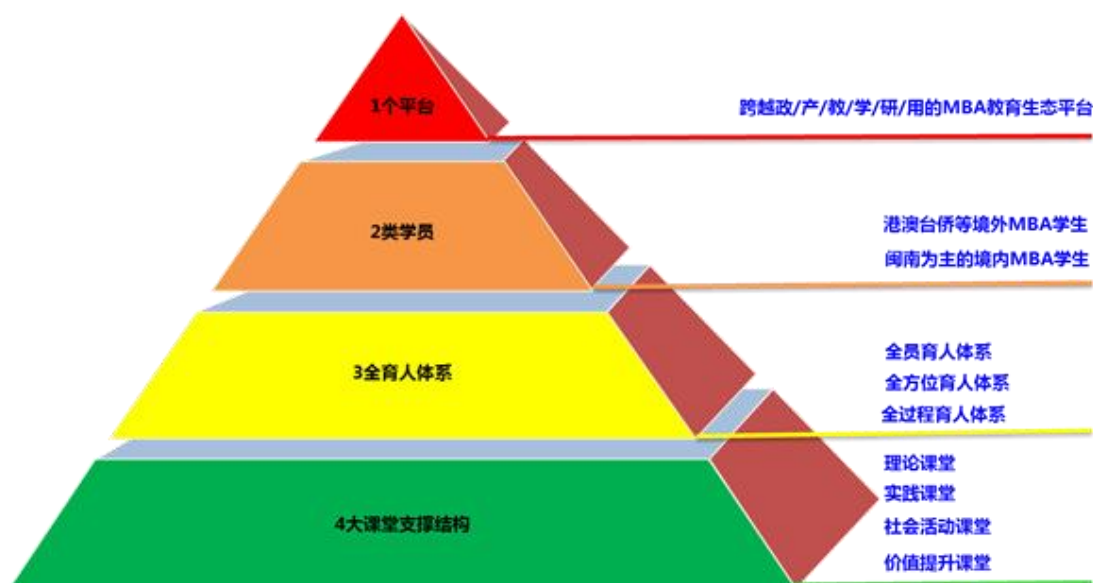 1个平台
跨越政/产/教/学/研/用的MBA教育生态平台
2类学员
港澳台侨等境外MBA学生
闽南为主的境内MBA学生
3全育人体系
全员育人体系
全方位育人体系
全过程育人体系
4大课堂支撑结构
理论课堂
实践课堂
社会活动课堂
价值提升课堂